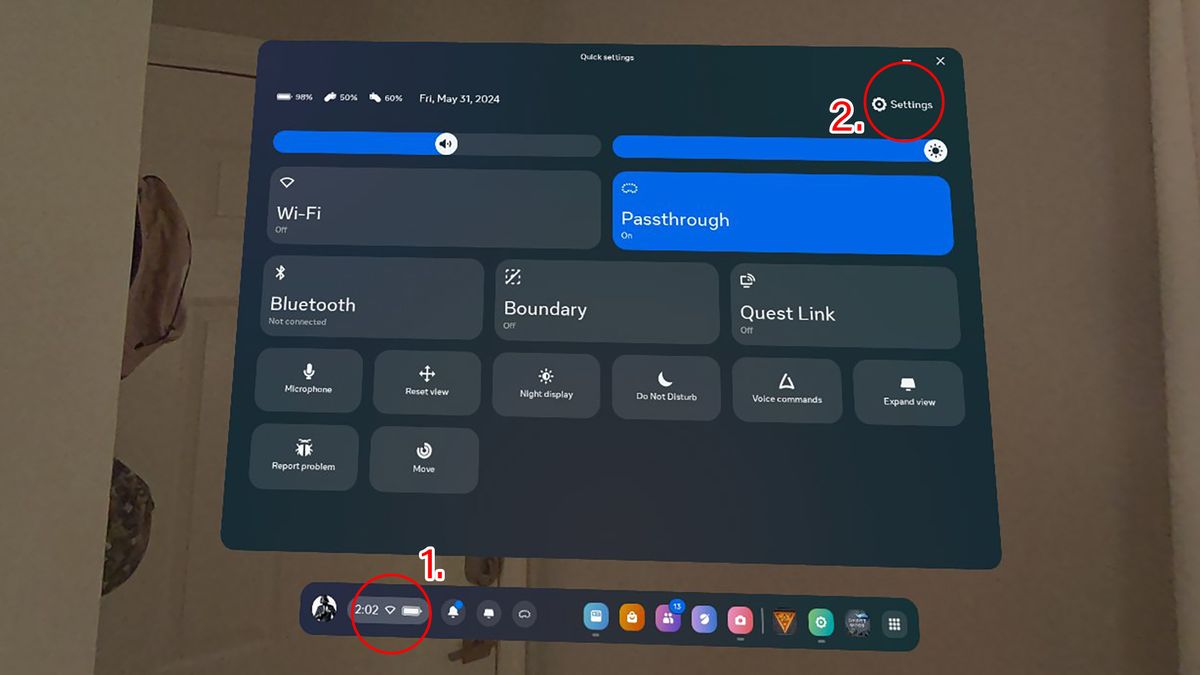 Quick settings
98% 50% 60% Fri, May 31, 2024
Settings
2.
Wi-Fi
Off
Passthrough
On
Bluetooth
Not connected
Boundary
Off
Quest Link
Off
Microphone
Reset view
Night display
Do Not Disturb
Voice commands
Expand view
Report problem
Move
1.
2:02
13